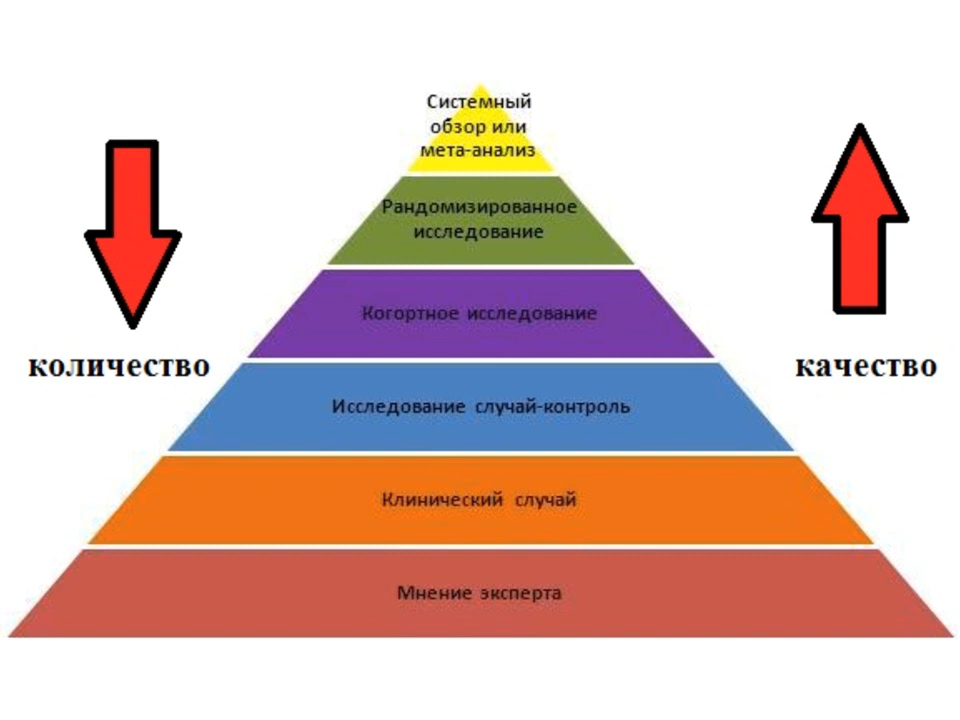 Системный
обзор или
мета-анализ
Рандомизированное
исследование
Когортное исследование
количество
качество
Исследование случай-контроль
Клинический случай
Мнение эксперта